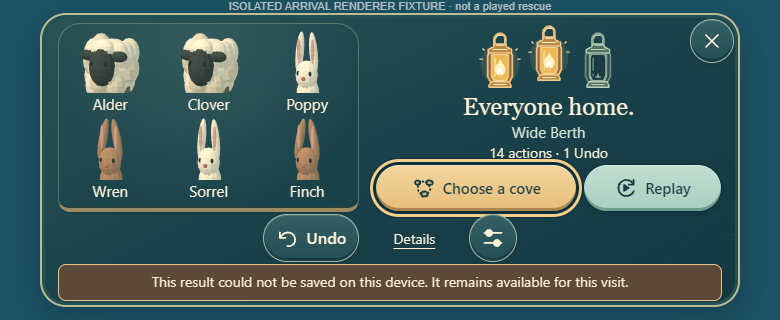 ISOLATED ARRIVAL RENDERER FIXTURE · not a played rescue
Alder
Clover
Poppy
Wren
Sorrel
Finch
Everyone home.
Wide Berth
14 actions · 1 Undo
Choose a cove
Replay
Undo
Details
This result could not be saved on this device. It remains available for this visit.